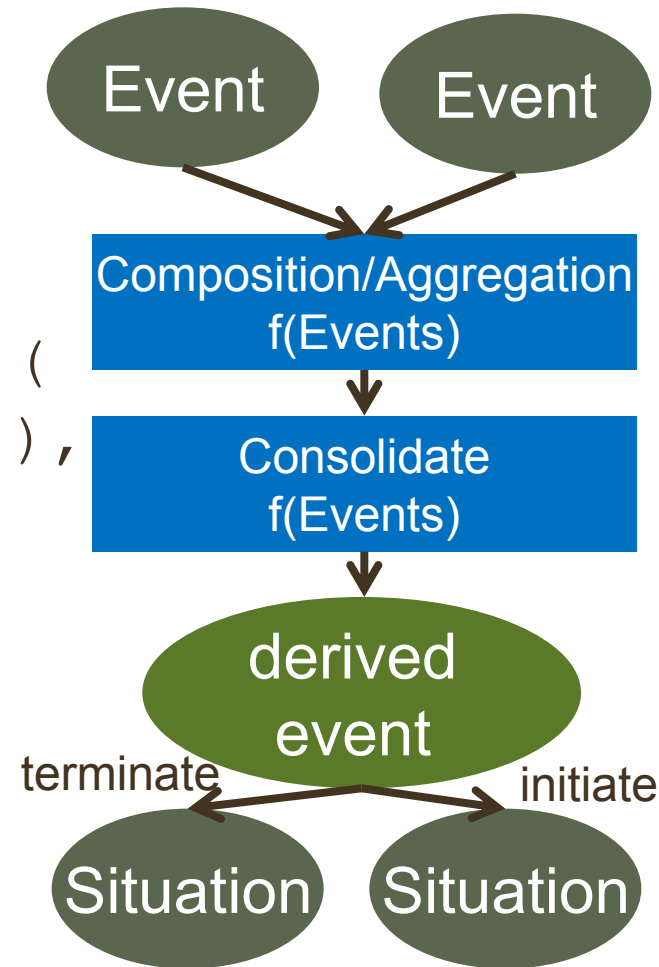 Event
Event
Composition/Aggregation
f(Events)
(
),
Consolidate
f(Events)
derived
event
terminate
initiate
Situation
Situation